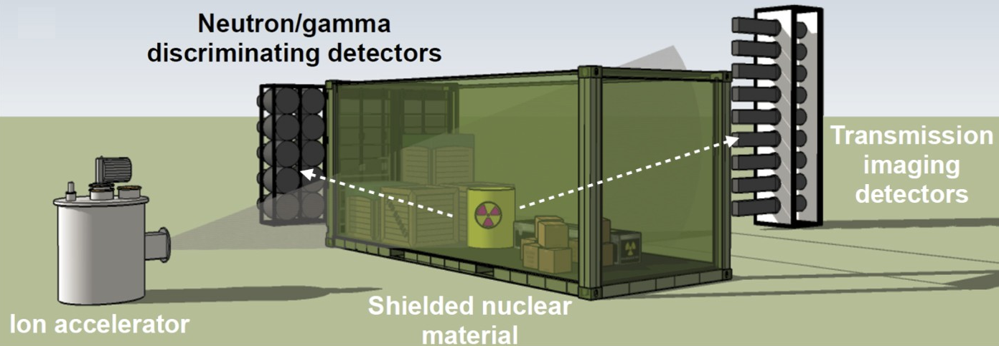 Neutron/gamma
discriminating detectors
Transmission
imaging
detectors
Ion accelerator
Shielded nuclear
material